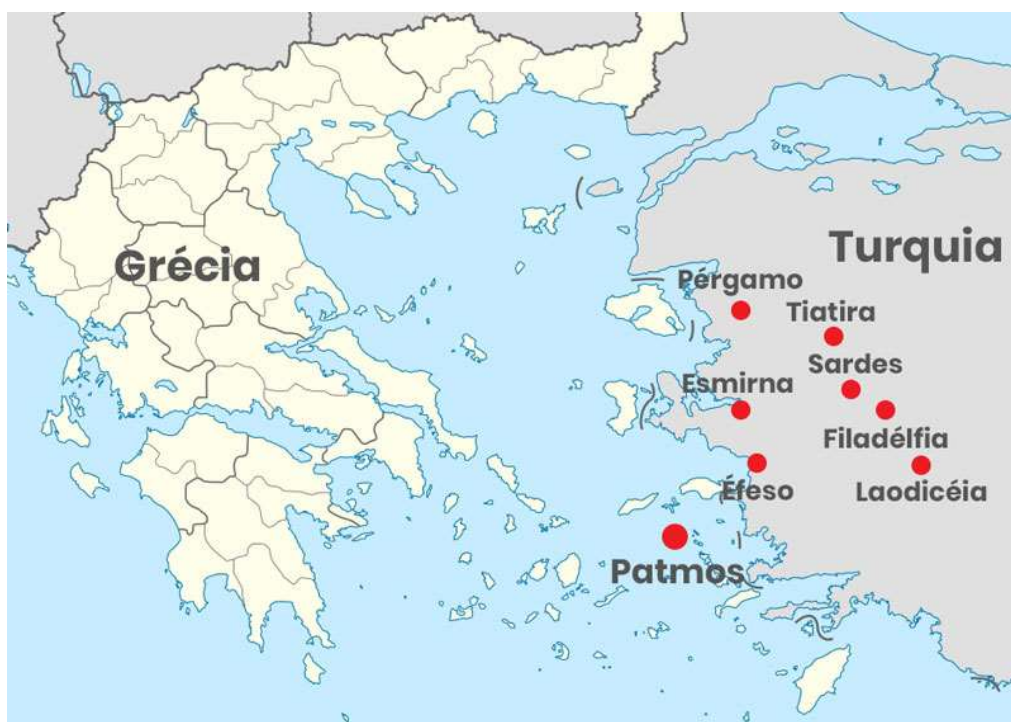 Turquia
Grécia
Pérgamo
Tiatira
Sardes
Esmirna
Filadélfia
Éfeso
Laodicéia
Patmos